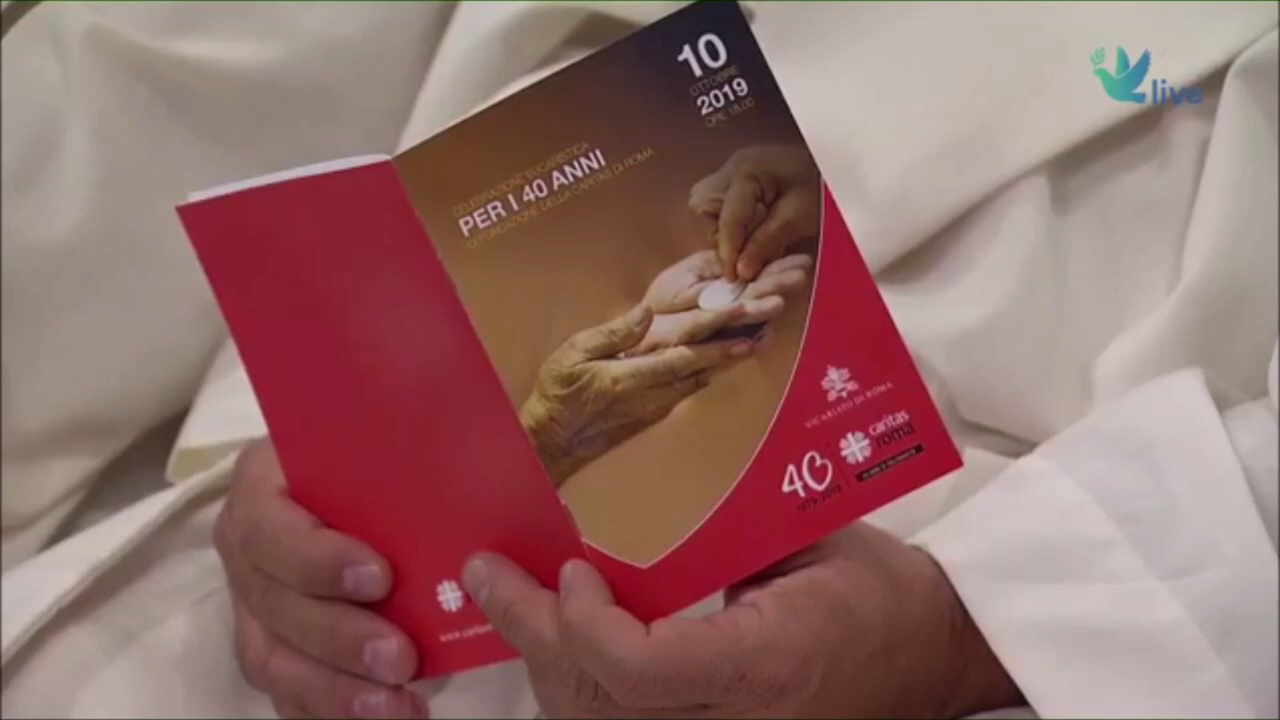 live
10
OTTOBRE
2019
ORE 18.00
CELEBRAZIONE EUCARISTICA
PER I 40 ANNI
DI FONDAZIONE DELLA CARITAS DI ROMA
VICARIATO DI ROMA
40
1979-2019
caritas
roma